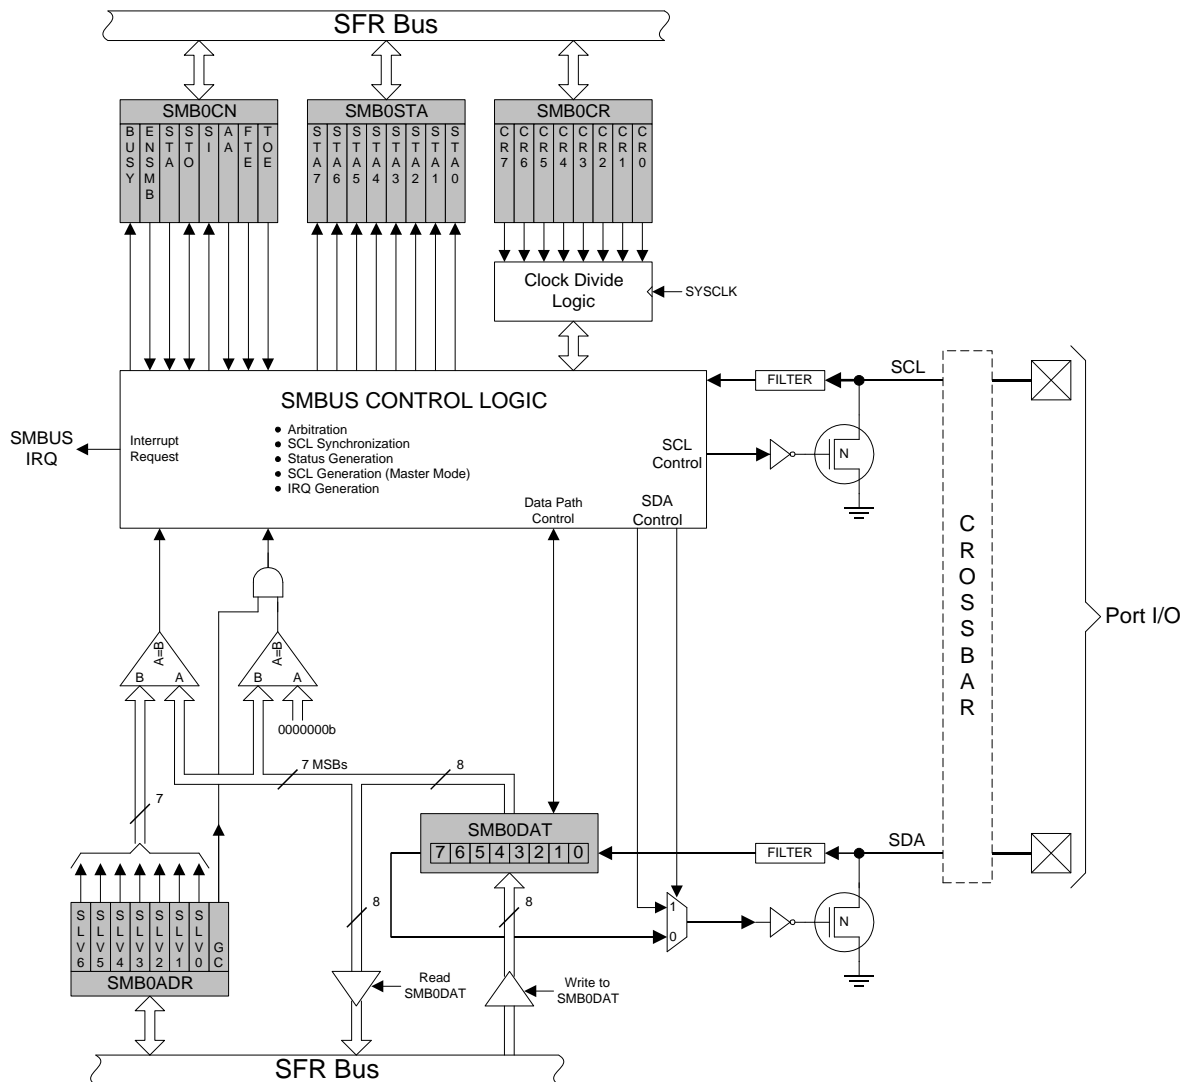 SFR Bus
SMB0CN
BUSY
ENSMB
STA
STO
SI
AA
FTE
TOE
SMB0STA
STA7
STA6
STA5
STA4
STA3
STA2
STA1
STA0
SMB0CR
CR7
CR6
CR5
CR4
CR3
CR2
CR1
CR0
Clock Divide
Logic
SYSCLK
SMBUS CONTROL LOGIC
Arbitration
SCL Synchronization
Status Generation
SCL Generation (Master Mode)
IRQ Generation
SMBUS
IRQ
Interrupt
Request
SCL
Control
Data Path
Control
SDA
Control
FILTER
SCL
N
CROSSBAR
Port I/O
A=B
B
A
A=B
B
A
0000000b
7 MSBs
8
7
SMB0DAT
7 6 5 4 3 2 1 0
FILTER
SDA
1
0
N
8
8
SLV6
SLV5
SLV4
SLV3
SLV2
SLV1
SLV0
GC
SMB0ADR
Read
SMB0DAT
Write to
SMB0DAT
SFR Bus